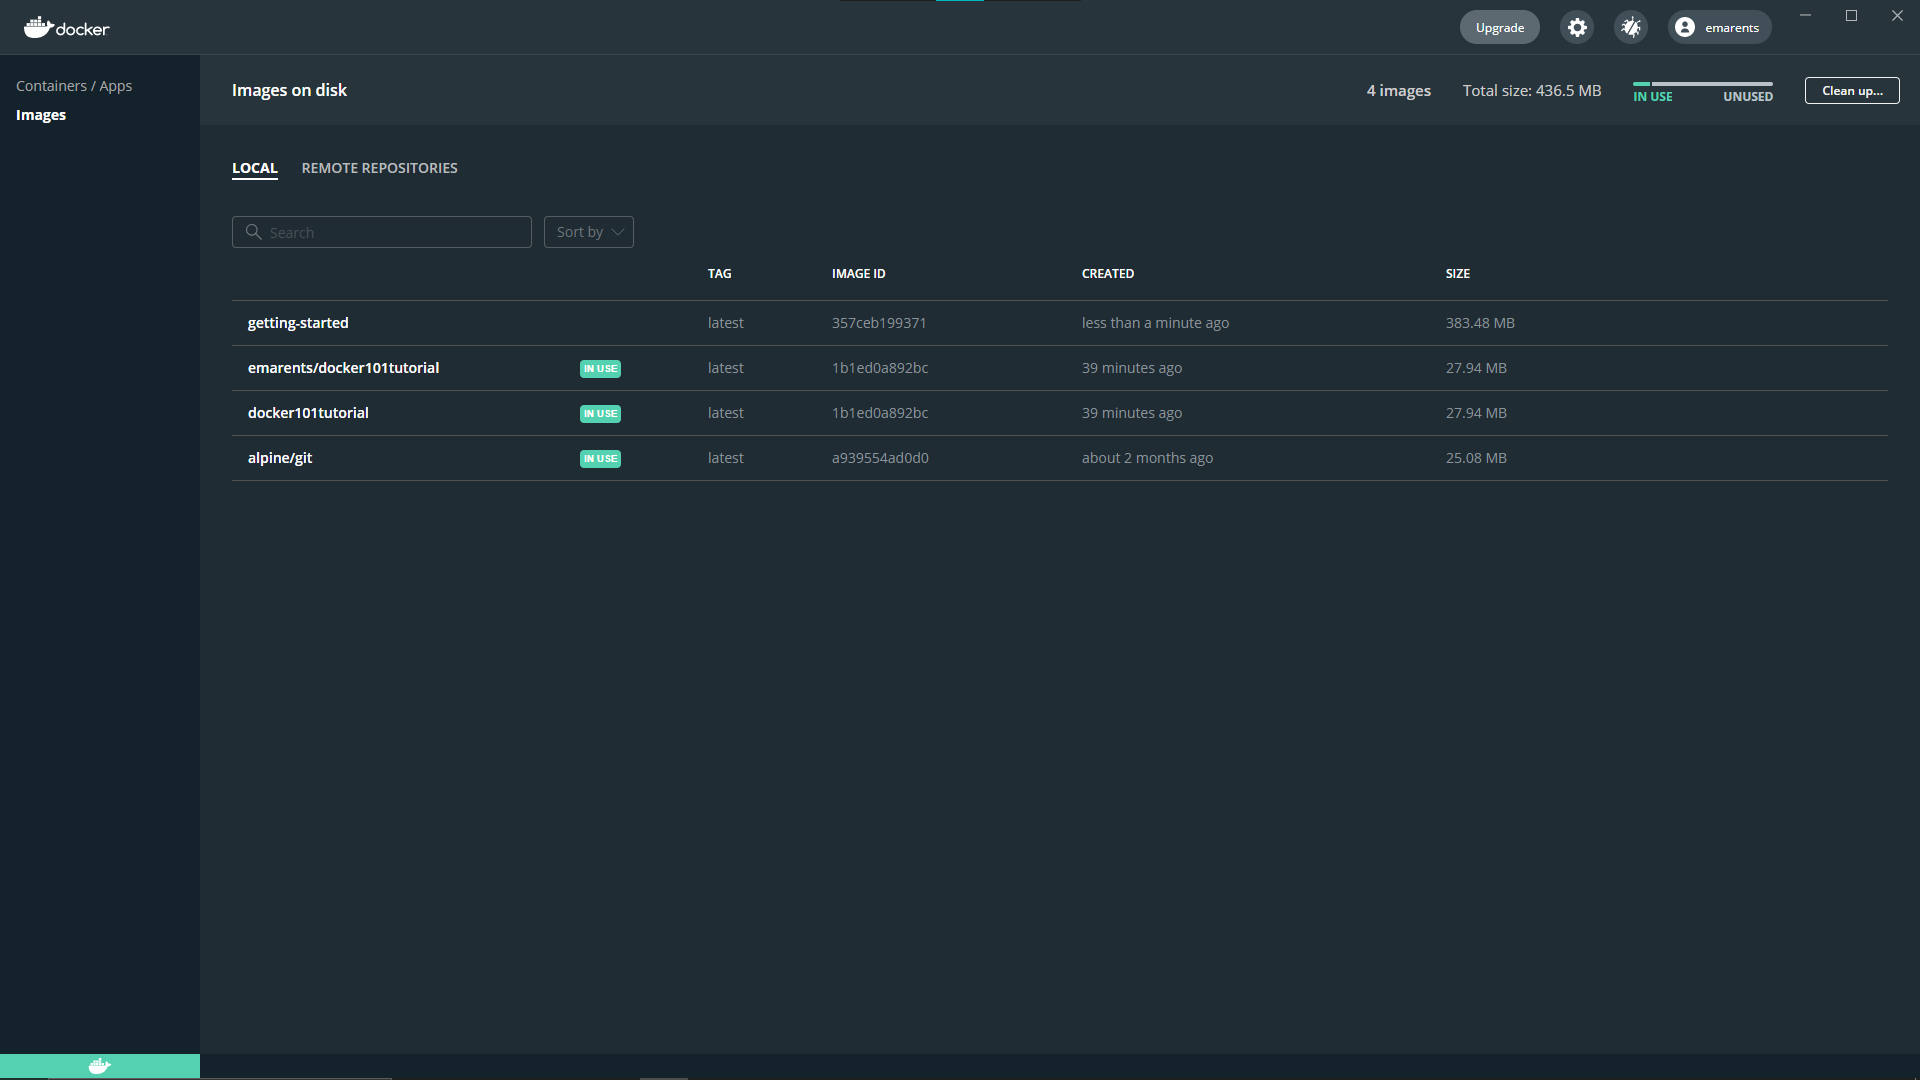 docker
Upgrade
emarents
Containers / Apps
Images
Images on disk
4 images
Total size: 436.5 MB
IN USE
UNUSED
Clean up...
LOCAL
REMOTE REPOSITORIES
Search
Sort by
TAG IMAGE ID CREATED SIZE
getting-started latest 357ceb199371 less than a minute ago 383.48 MB
emarents/docker101tutorial IN USE latest 1b1ed0a892bc 39 minutes ago 27.94 MB
docker101tutorial IN USE latest 1b1ed0a892bc 39 minutes ago 27.94 MB
alpine/git IN USE latest a939554ad0d0 about 2 months ago 25.08 MB